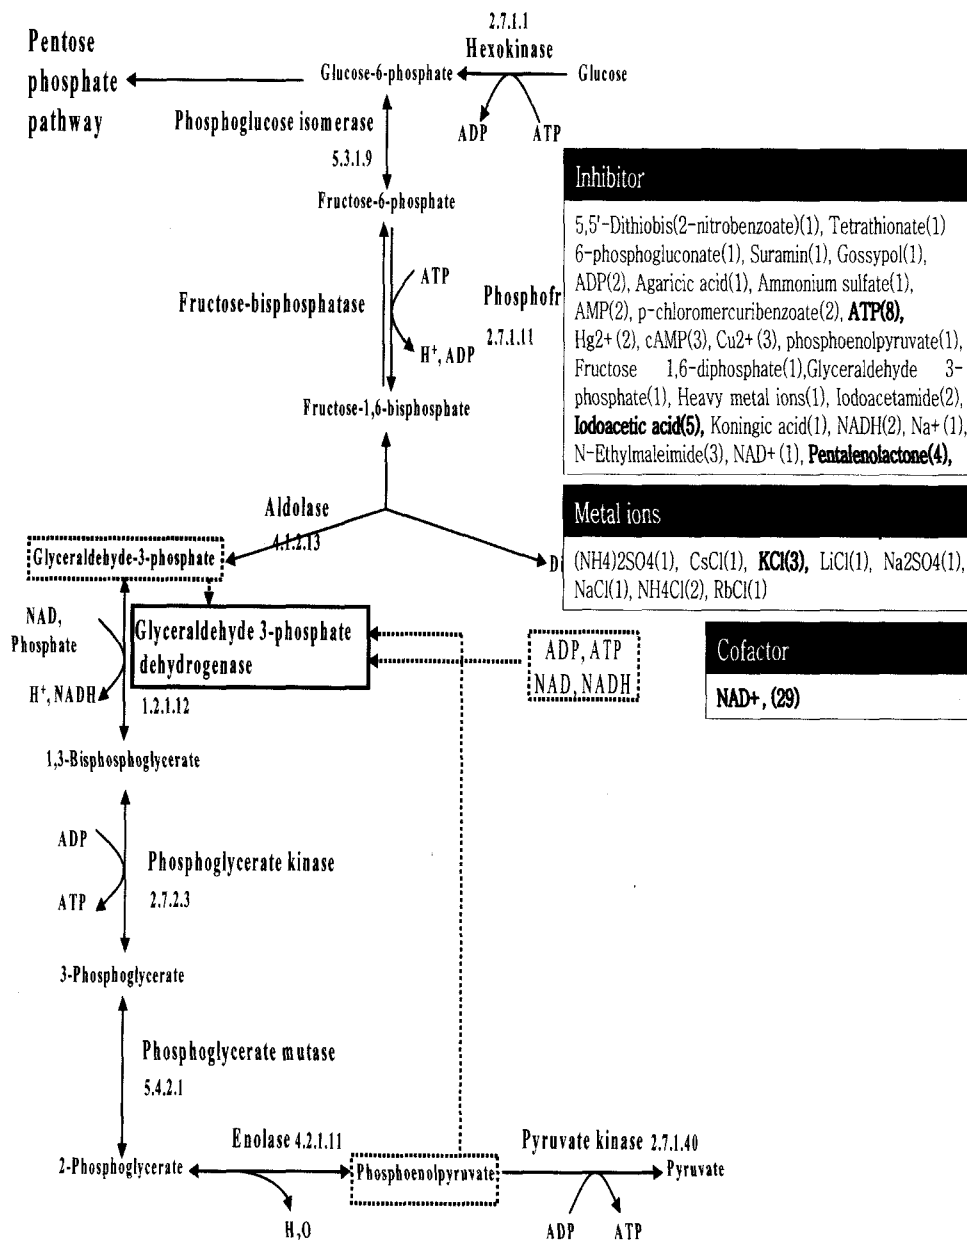 2.7.1.1
Hexokinase
Pentose
phosphate
pathway
Glucose-6-phosphate
Glucose
ADP
ATP
Phosphoglucose isomerase
5.3.1.9
Fructose-6-phosphate
Fructose-bisphosphatase
ATP
H+, ADP
Phosphofr
2.7.1.11
Fructose-1,6-bisphosphate
Inhibitor
5,5'-Dithiobis(2-nitrobenzoate)(1), Tetrathionate(1)
6-phosphogluconate(1), Suramin(1), Gossypol(1),
ADP(2), Agaricic acid(1), Ammonium sulfate(1),
AMP(2), p-chloromercuribenzoate(2), ATP(8),
Hg2+(2), cAMP(3), Cu2+(3), phosphoenolpyruvate(1),
Fructose 1,6-diphosphate(1),Glyceraldehyde 3-
phosphate(1), Heavy metal ions(1), Iodoacetamide(2),
Iodoacetic acid(5), Koningic acid(1), NADH(2), Na+(1),
N-Ethylmaleimide(3), NAD+(1), Pentalenolactone(4),
Aldolase
4.1.2.13
Metal ions
(NH4)2SO4(1), CsCl(1), KCl(3), LiCl(1), Na2SO4(1),
NaCl(1), NH4Cl(2), RbCl(1)
Glyceraldehyde-3-phosphate
Di
NAD,
Phosphate
H+, NADH
Glyceraldehyde 3-phosphate
dehydrogenase
1.2.1.12
ADP, ATP
NAD, NADH
Cofactor
NAD+, (29)
1,3-Bisphosphoglycerate
ADP
ATP
Phosphoglycerate kinase
2.7.2.3
3-Phosphoglycerate
Phosphoglycerate mutase
5.4.2.1
Enolase 4.2.1.11
Pyruvate kinase 2.7.1.40
2-Phosphoglycerate
Phosphoenolpyruvate
Pyruvate
H2O
ADP
ATP